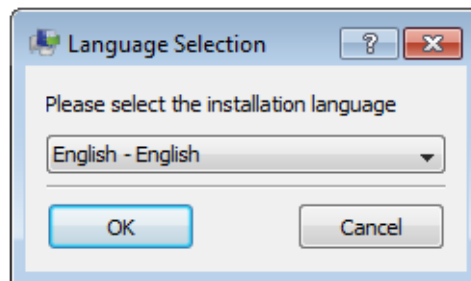 Language Selection
Please select the installation language
English - English
OK
Cancel